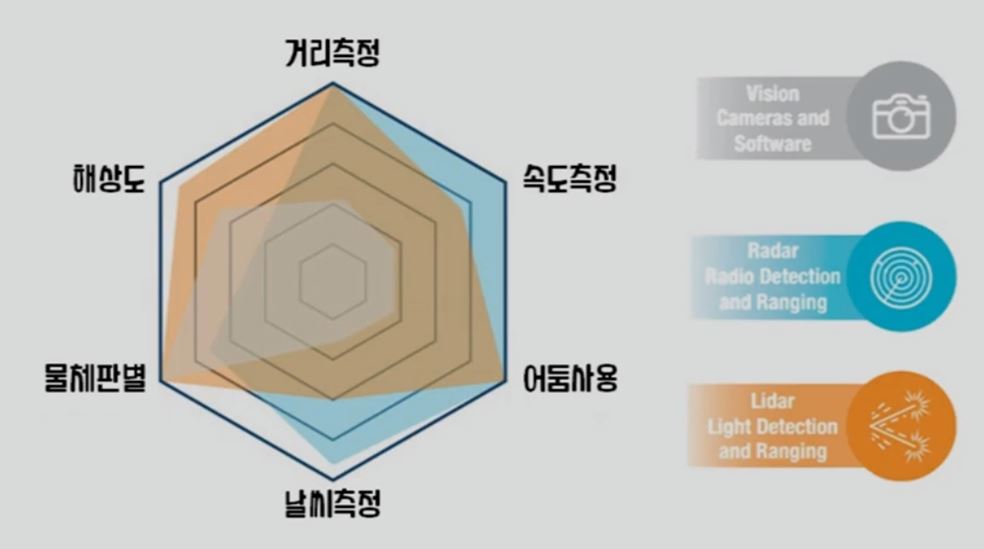 거리측정
해상도
속도측정
물체판별
어둠사용
날씨측정
Vision
Cameras and
Software
Radar
Radio Detection
and Ranging
Lidar
Light Detection
and Ranging